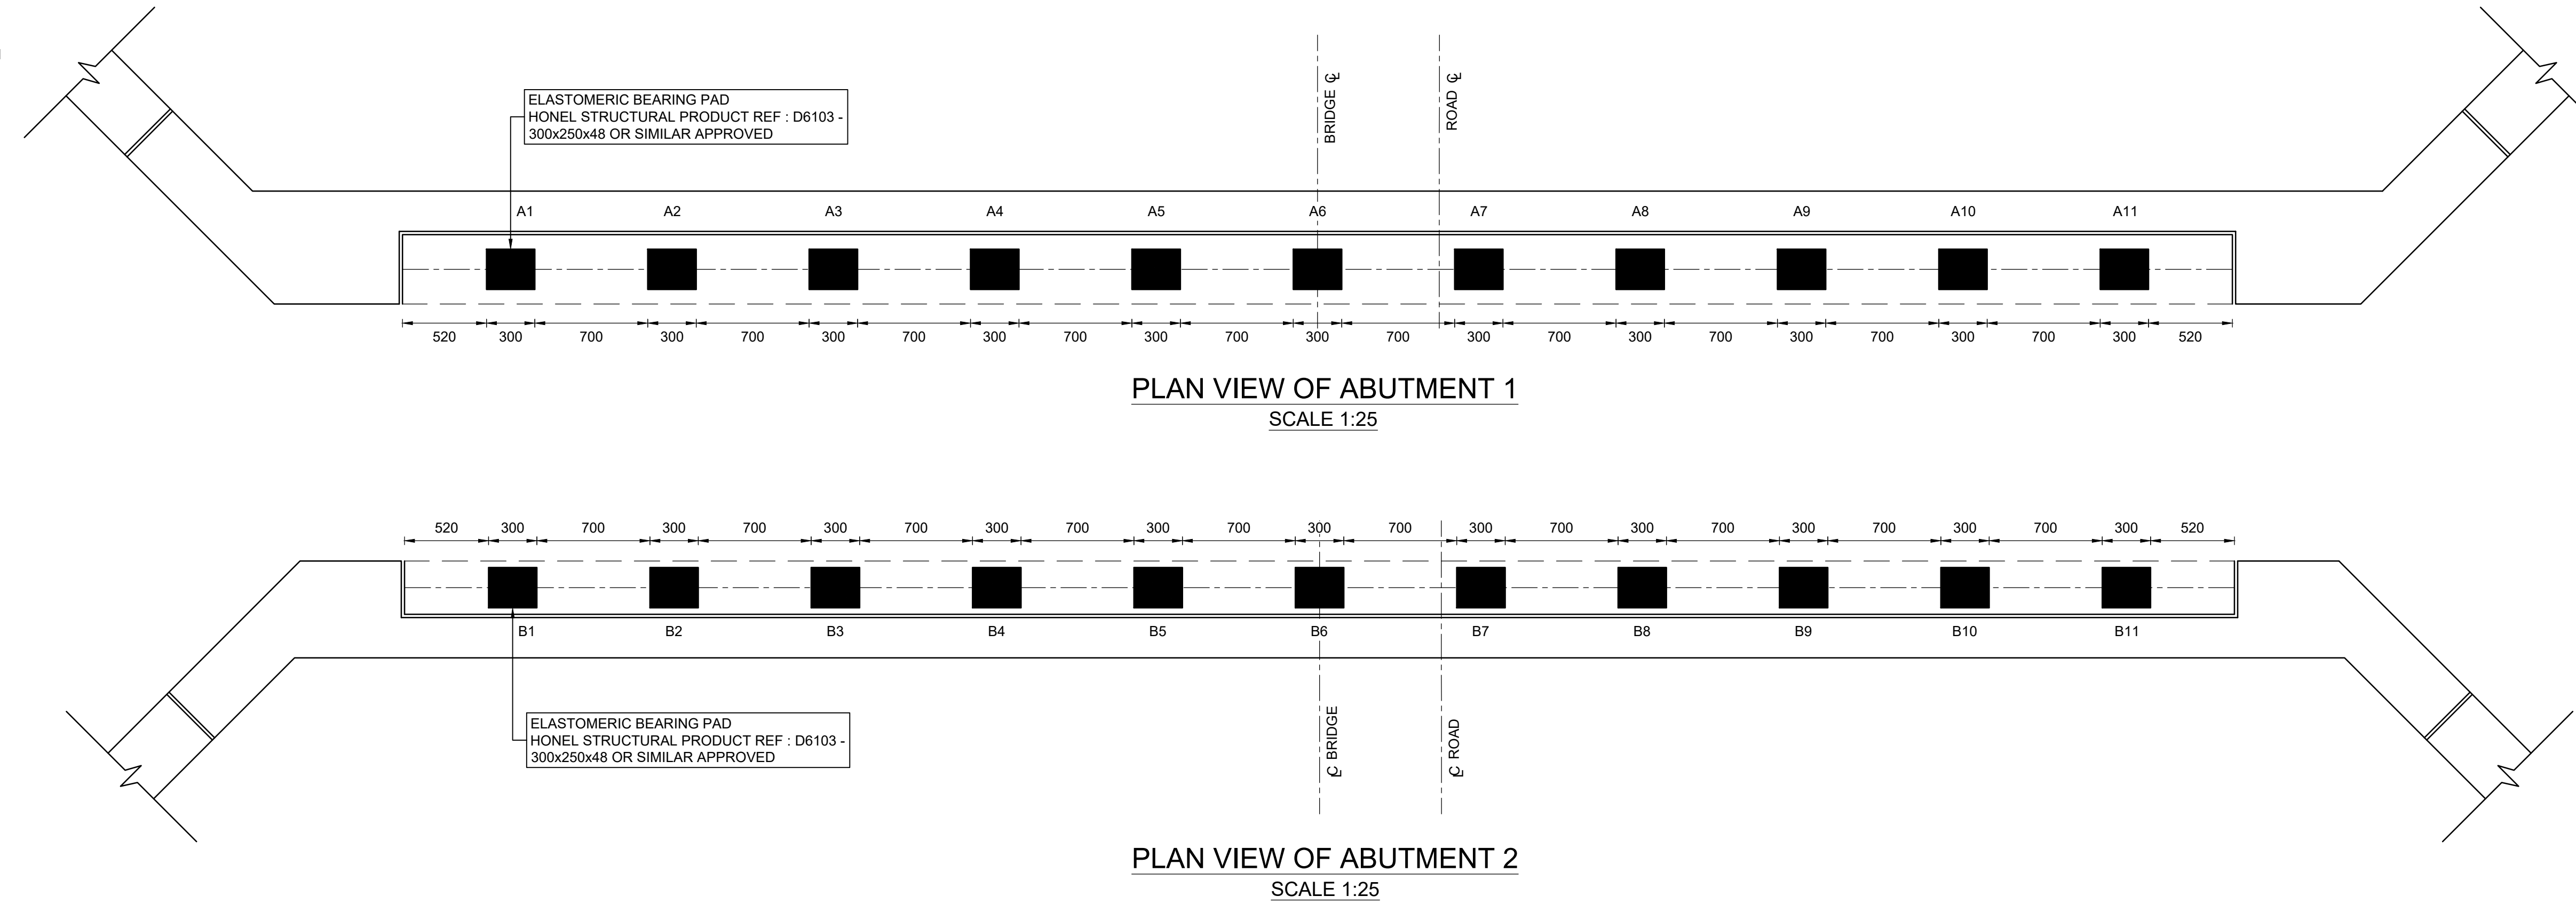 ELASTOMERIC BEARING PAD
HONEL STRUCTURAL PRODUCT REF : D6103 -
300x250x48 OR SIMILAR APPROVED
BRIDGE ℄
ROAD ℄
A1 A2 A3 A4 A5 A6 A7 A8 A9 A10 A11
520 300 700 300 700 300 700 300 700 300 700 300 700 300 700 300 700 300 700 300 700 300 520
PLAN VIEW OF ABUTMENT 1
SCALE 1:25
520 300 700 300 700 300 700 300 700 300 700 300 700 300 700 300 700 300 700 300 700 300 520
B1 B2 B3 B4 B5 B6 B7 B8 B9 B10 B11
ELASTOMERIC BEARING PAD
HONEL STRUCTURAL PRODUCT REF : D6103 -
300x250x48 OR SIMILAR APPROVED
℄ BRIDGE
℄ ROAD
PLAN VIEW OF ABUTMENT 2
SCALE 1:25